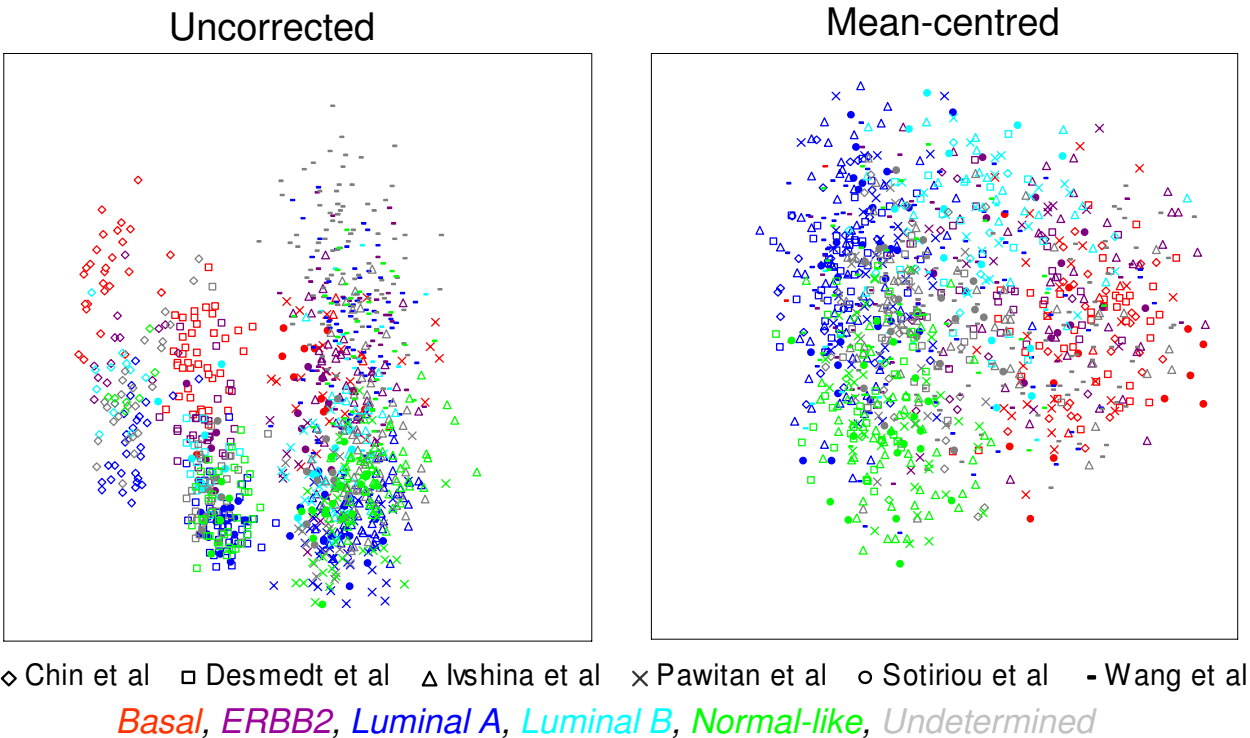 Uncorrected
Mean-centred
Chin et al Desmedt et al Ivshina et al Pawitan et al Sotiriou et al Wang et al
Basal, ERBB2, Luminal A, Luminal B, Normal-like, Undetermined